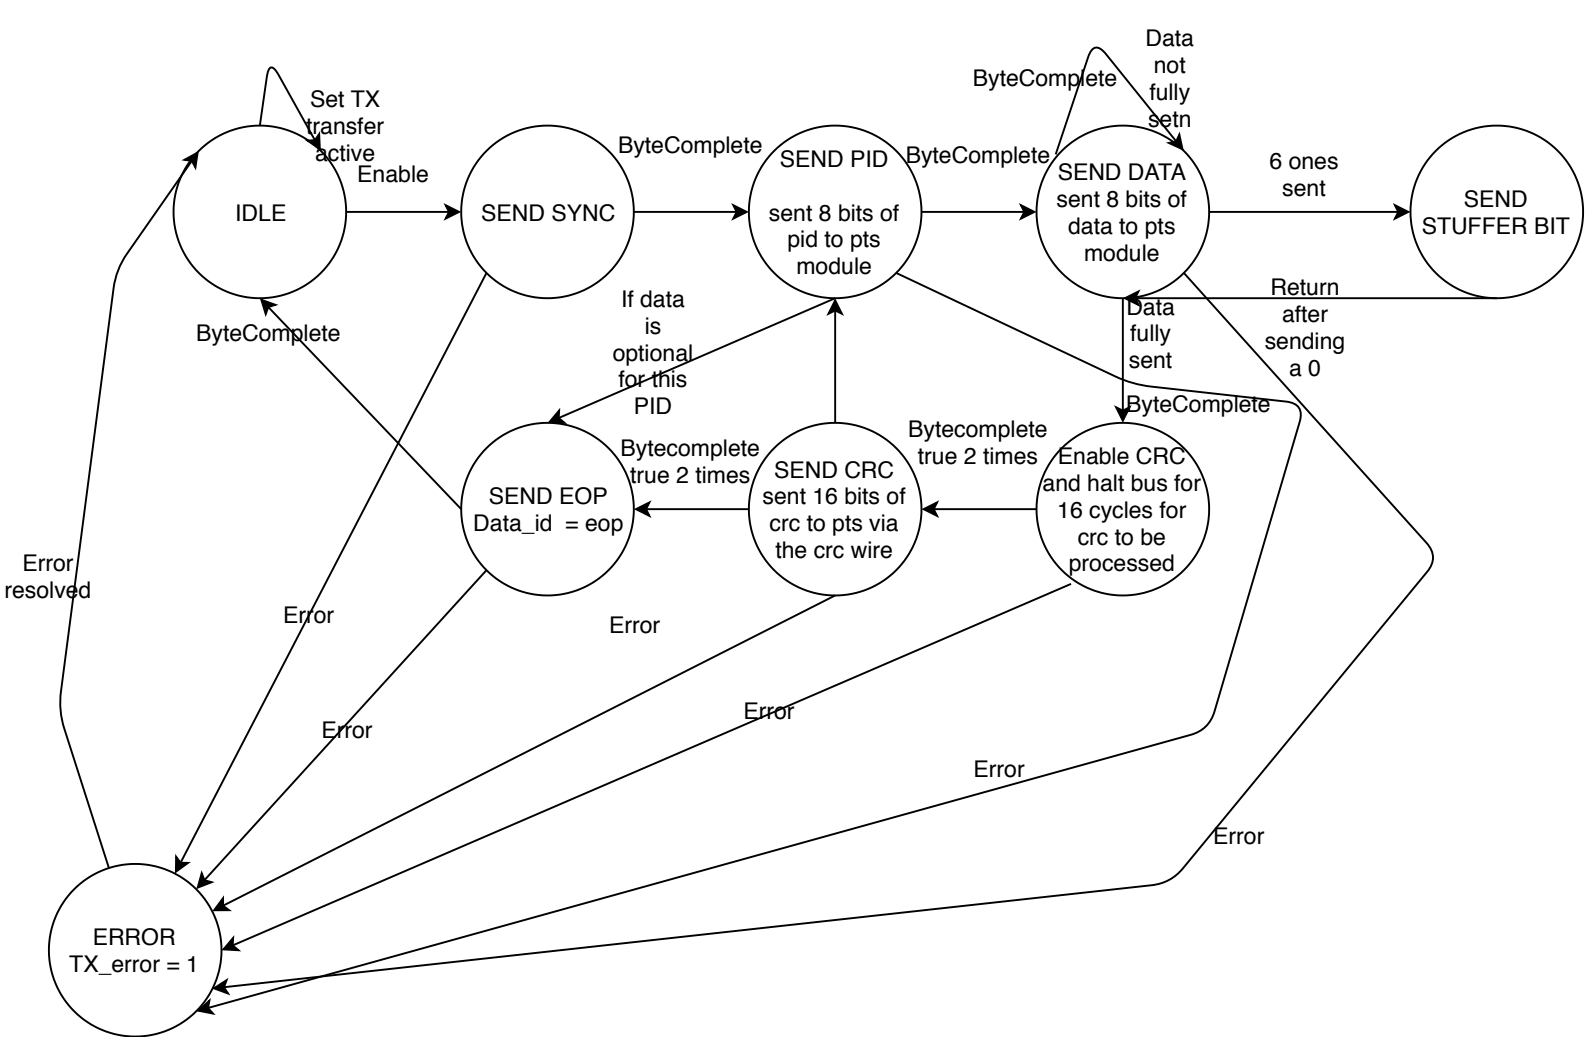 Data
not
fully
setn
ByteComplete
Set TX
transfer
active
Enable
ByteComplete
ByteComplete
IDLE
SEND SYNC
SEND PID
sent 8 bits of
pid to pts
module
SEND DATA
sent 8 bits of
data to pts
module
6 ones
sent
SEND
STUFFER BIT
Return
after
sending
a 0
If data
is
optional
for this
PID
Data
fully
sent
ByteComplete
ByteComplete
Bytecomplete
true 2 times
Bytecomplete
true 2 times
SEND EOP
Data_id = eop
SEND CRC
sent 16 bits of
crc to pts via
the crc wire
Enable CRC
and halt bus for
16 cycles for
crc to be
processed
Error
resolved
Error
Error
Error
Error
Error
Error
ERROR
TX_error = 1